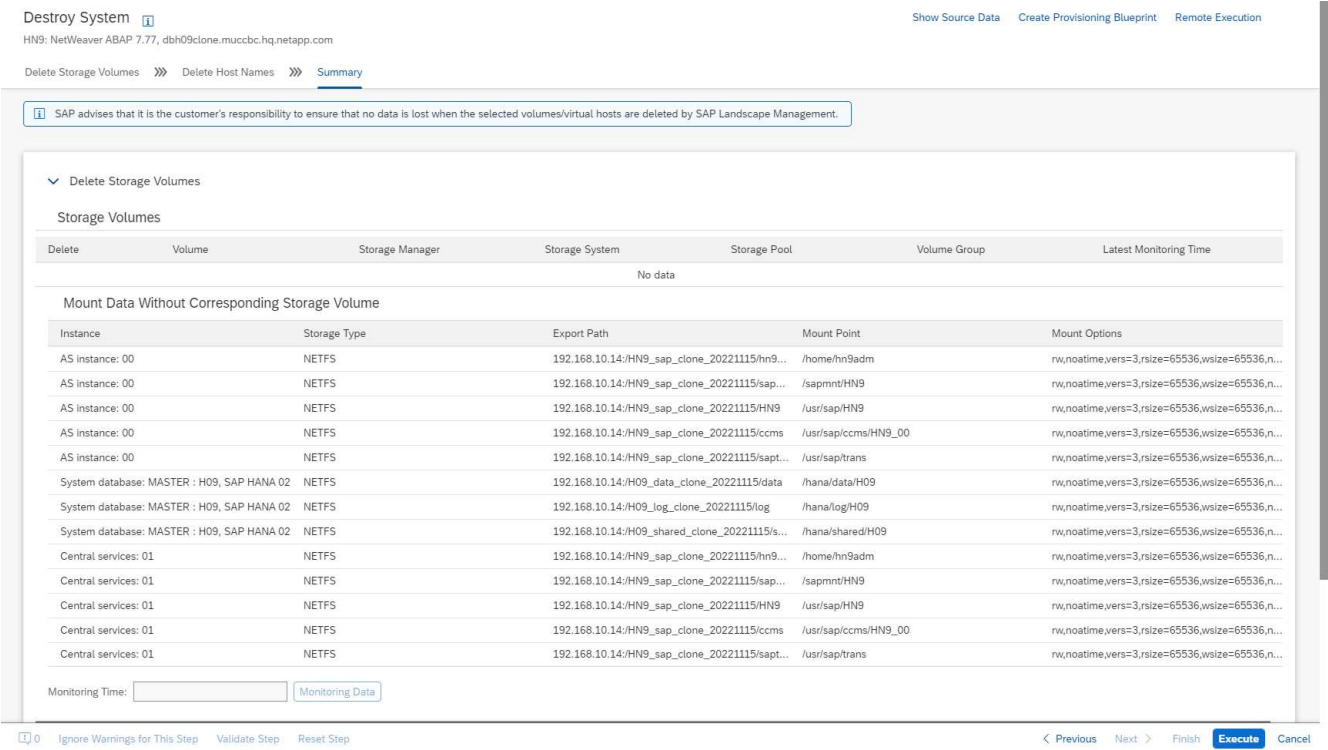 Destroy System
Show Source Data Create Provisioning Blueprint Remote Execution
HN9: NetWeaver ABAP 7.77, dbh09clone.muccbc.hq.netapp.com
Delete Storage Volumes Delete Host Names Summary
SAP advises that it is the customer's responsibility to ensure that no data is lost when the selected volumes/virtual hosts are deleted by SAP Landscape Management.
Delete Storage Volumes
Storage Volumes
Delete Volume Storage Manager Storage System Storage Pool Volume Group Latest Monitoring Time
No data
Mount Data Without Corresponding Storage Volume
Instance Storage Type Export Path Mount Point Mount Options
AS instance: 00 NETFS 192.168.10.14:/HN9_sap_clone_20221115/hn9... /home/hn9adm rw,noatime,vers=3,rsize=65536,wsize=65536,n...
AS instance: 00 NETFS 192.168.10.14:/HN9_sap_clone_20221115/sap... /sapmnt/HN9 rw,noatime,vers=3,rsize=65536,wsize=65536,n...
AS instance: 00 NETFS 192.168.10.14:/HN9_sap_clone_20221115/HN9 /usr/sap/HN9 rw,noatime,vers=3,rsize=65536,wsize=65536,n...
AS instance: 00 NETFS 192.168.10.14:/HN9_sap_clone_20221115/ccms /usr/sap/ccms/HN9_00 rw,noatime,vers=3,rsize=65536,wsize=65536,n...
AS instance: 00 NETFS 192.168.10.14:/HN9_sap_clone_20221115/sapt... /usr/sap/trans rw,noatime,vers=3,rsize=65536,wsize=65536,n...
System database: MASTER : H09, SAP HANA 02 NETFS 192.168.10.14:/H09_data_clone_20221115/data /hana/data/H09 rw,noatime,vers=3,rsize=65536,wsize=65536,n...
System database: MASTER : H09, SAP HANA 02 NETFS 192.168.10.14:/H09_log_clone_20221115/log /hana/log/H09 rw,noatime,vers=3,rsize=65536,wsize=65536,n...
System database: MASTER : H09, SAP HANA 02 NETFS 192.168.10.14:/H09_shared_clone_20221115/s... /hana/shared/H09 rw,noatime,vers=3,rsize=65536,wsize=65536,n...
Central services: 01 NETFS 192.168.10.14:/HN9_sap_clone_20221115/hn9... /home/hn9adm rw,noatime,vers=3,rsize=65536,wsize=65536,n...
Central services: 01 NETFS 192.168.10.14:/HN9_sap_clone_20221115/sap... /sapmnt/HN9 rw,noatime,vers=3,rsize=65536,wsize=65536,n...
Central services: 01 NETFS 192.168.10.14:/HN9_sap_clone_20221115/HN9 /usr/sap/HN9 rw,noatime,vers=3,rsize=65536,wsize=65536,n...
Central services: 01 NETFS 192.168.10.14:/HN9_sap_clone_20221115/ccms /usr/sap/ccms/HN9_00 rw,noatime,vers=3,rsize=65536,wsize=65536,n...
Central services: 01 NETFS 192.168.10.14:/HN9_sap_clone_20221115/sapt... /usr/sap/trans rw,noatime,vers=3,rsize=65536,wsize=65536,n...
Monitoring Time: Monitoring Data
0 Ignore Warnings for This Step Validate Step Reset Step Previous Next Finish Execute Cancel